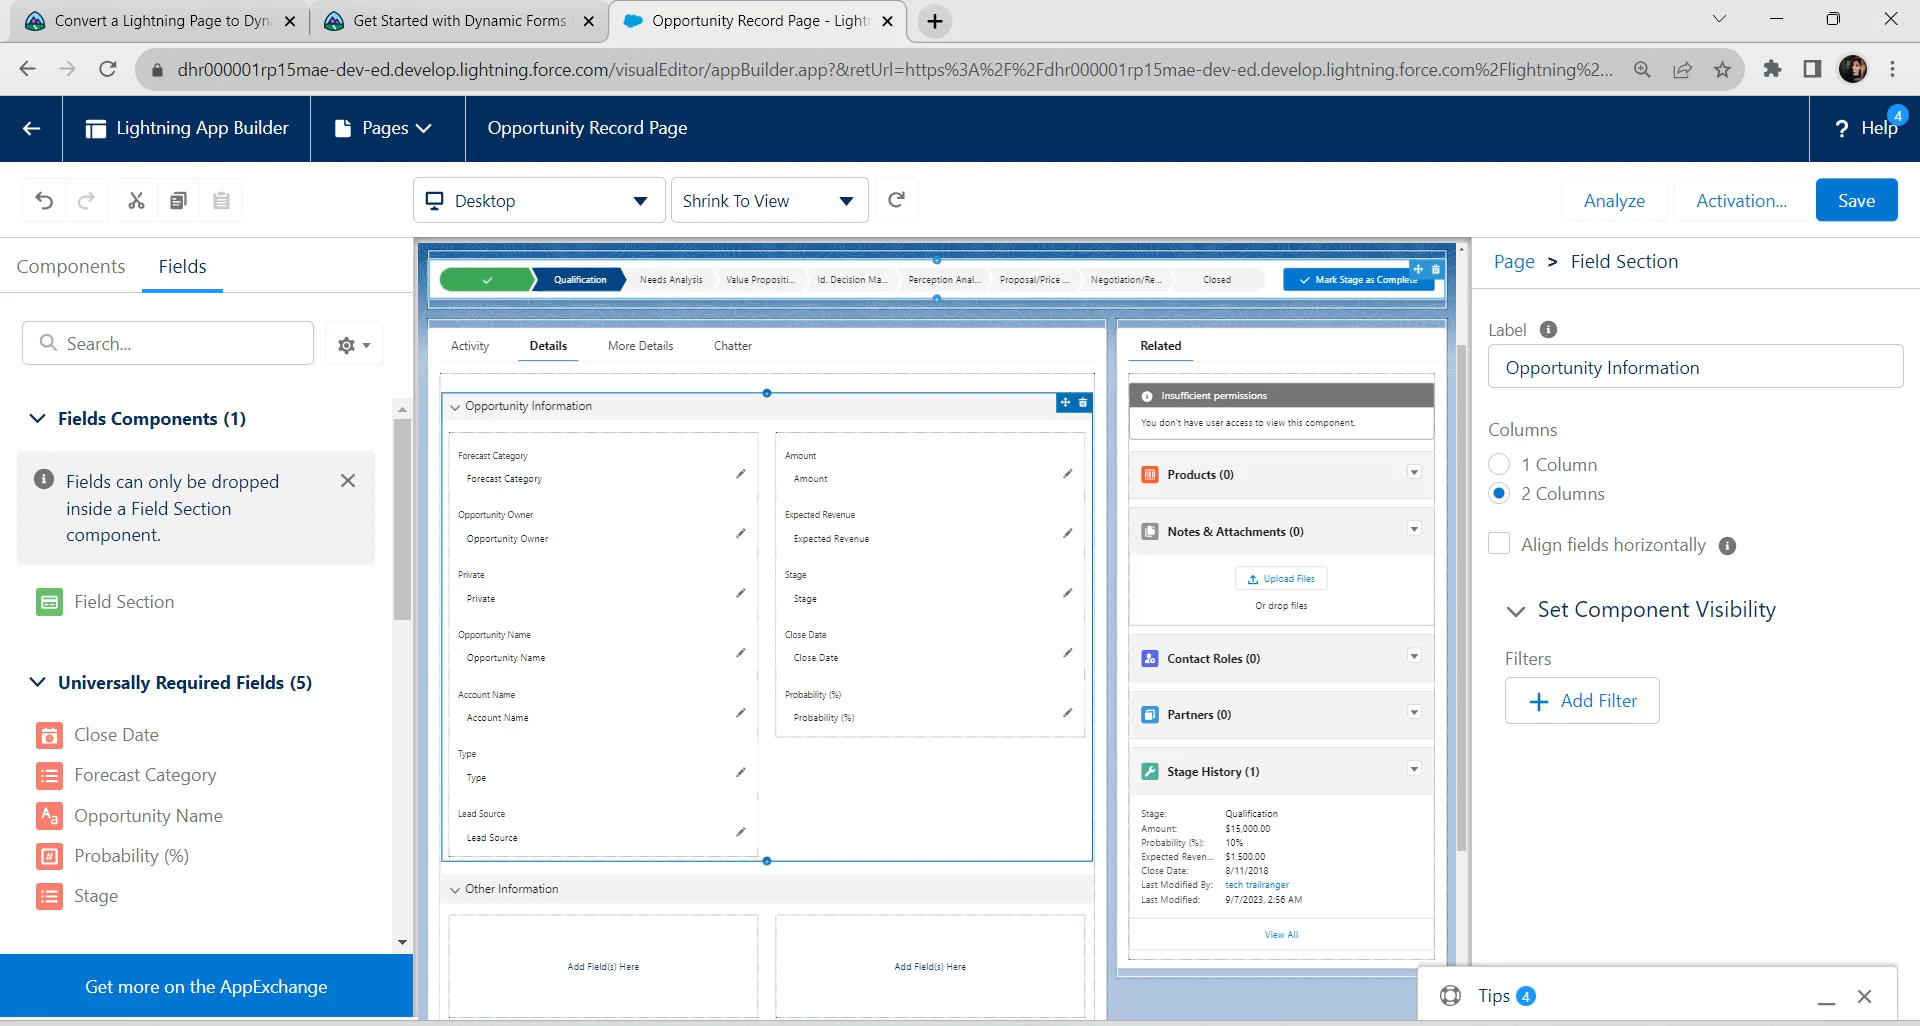 Convert a Lightning Page to Dyn
Get Started with Dynamic Forms
Opportunity Record Page - Light
dhr000001rp15mae-dev-ed.develop.lightning.force.com/visualEditor/appBuilder.app?&retUrl=https%3A%2F%2Fdhr000001rp15mae-dev-ed.develop.lightning.force.com%2Flightning%2...
Lightning App Builder
Pages
Opportunity Record Page
? Help
4
Desktop
Shrink To View
Analyze
Activation...
Save
Components
Fields
Search...
Fields Components (1)
Fields can only be dropped
inside a Field Section
component.
Field Section
Universally Required Fields (5)
Close Date
Forecast Category
Opportunity Name
Probability (%)
Stage
Get more on the AppExchange
Qualification
Needs Analysis
Value Propositi...
Id. Decision Ma...
Perception Anal...
Proposal/Price ...
Negotiation/Re...
Closed
Mark Stage as Complete
Activity
Details
More Details
Chatter
Opportunity Information
Forecast Category
Forecast Category
Opportunity Owner
Opportunity Owner
Private
Private
Opportunity Name
Opportunity Name
Account Name
Account Name
Type
Type
Lead Source
Lead Source
Amount
Amount
Expected Revenue
Expected Revenue
Stage
Stage
Close Date
Close Date
Probability (%)
Probability (%)
Other Information
Add Field(s) Here
Add Field(s) Here
Related
Insufficient permissions
You don't have user access to view this component.
Products (0)
Notes & Attachments (0)
Upload Files
Or drop files
Contact Roles (0)
Partners (0)
Stage History (1)
Stage: Qualification
Amount: $15,000.00
Probability (%): 10%
Expected Reven... $1,500.00
Close Date: 8/11/2018
Last Modified By: tech trailranger
Last Modified: 9/7/2023, 2:56 AM
View All
Page > Field Section
Label
Opportunity Information
Columns
1 Column
2 Columns
Align fields horizontally
Set Component Visibility
Filters
Add Filter
Tips 4